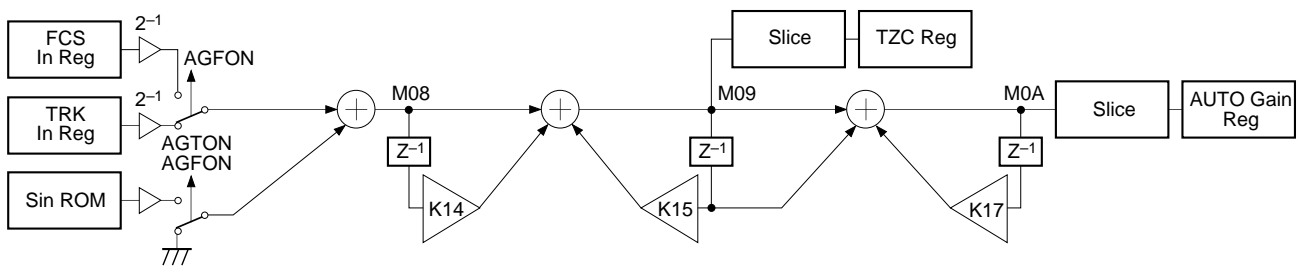 FCS
In Reg
2⁻¹
AGFON
TRK
In Reg
2⁻¹
AGTON
AGFON
Sin ROM
M08
Z⁻¹
K14
Slice
TZC Reg
M09
Z⁻¹
K15
M0A
Z⁻¹
K17
Slice
AUTO Gain
Reg